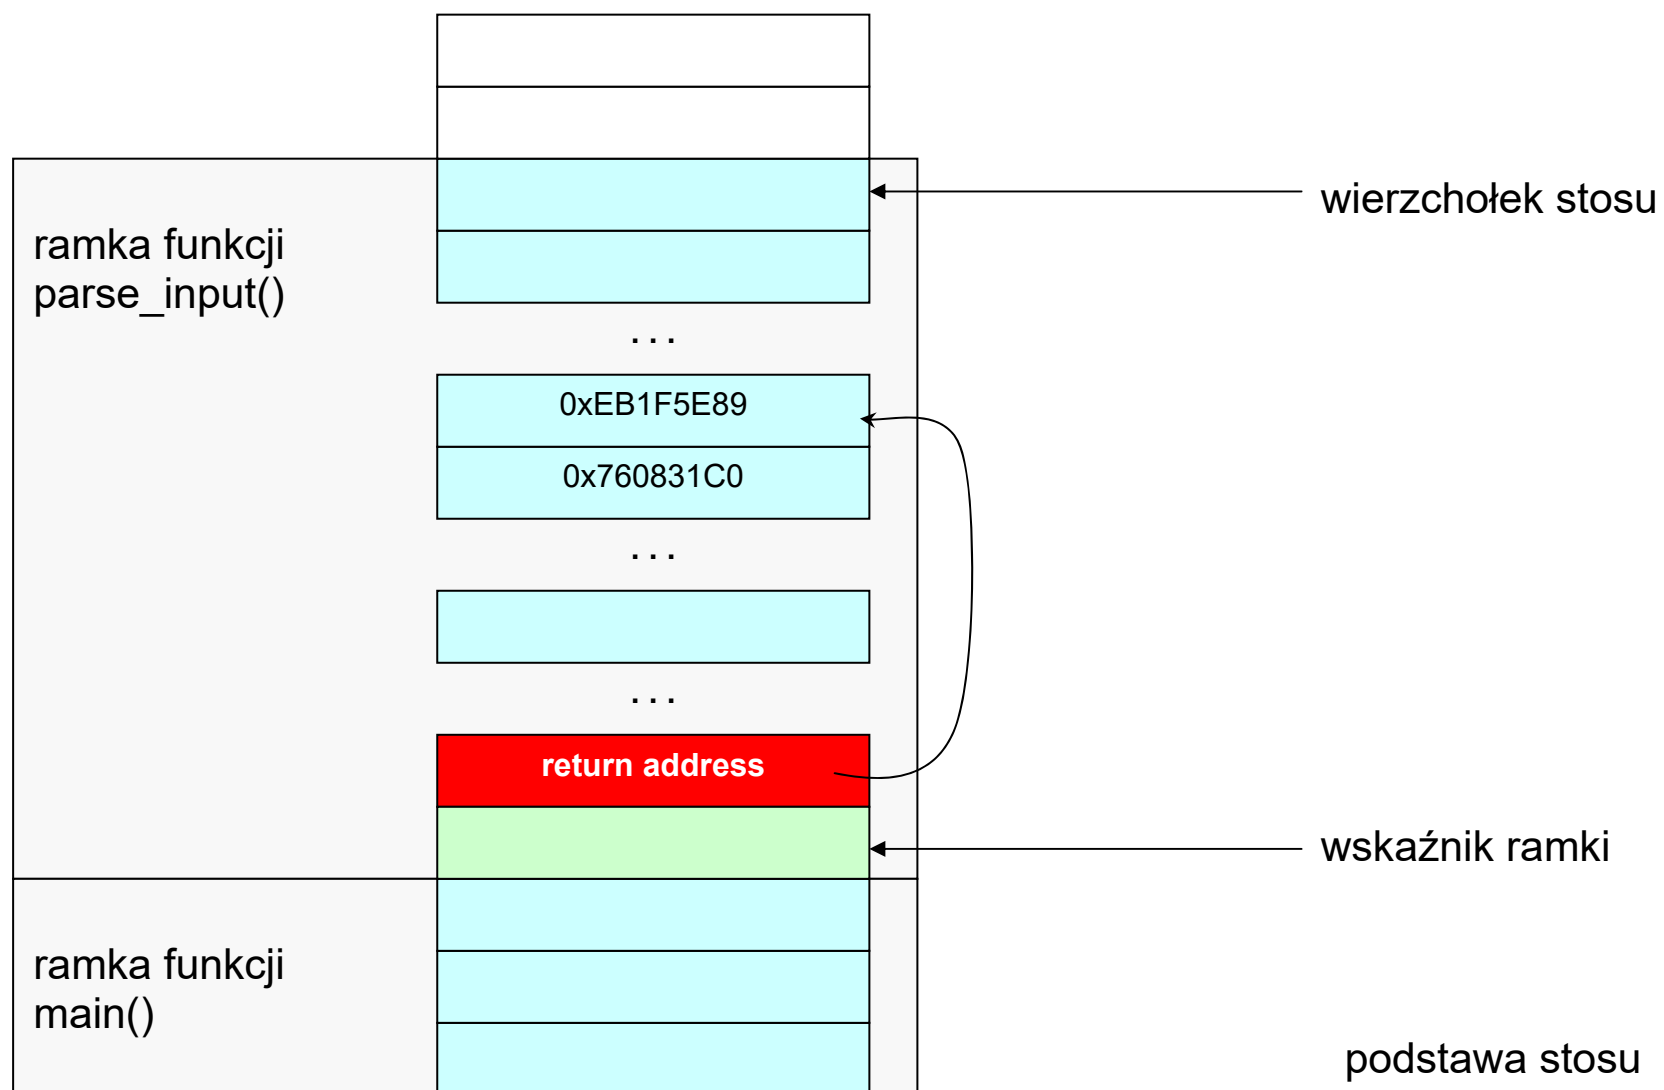 wierzchołek stosu
ramka funkcji
parse_input()
...
0xEB1F5E89
0x760831C0
...
...
return address
wskaźnik ramki
ramka funkcji
main()
podstawa stosu